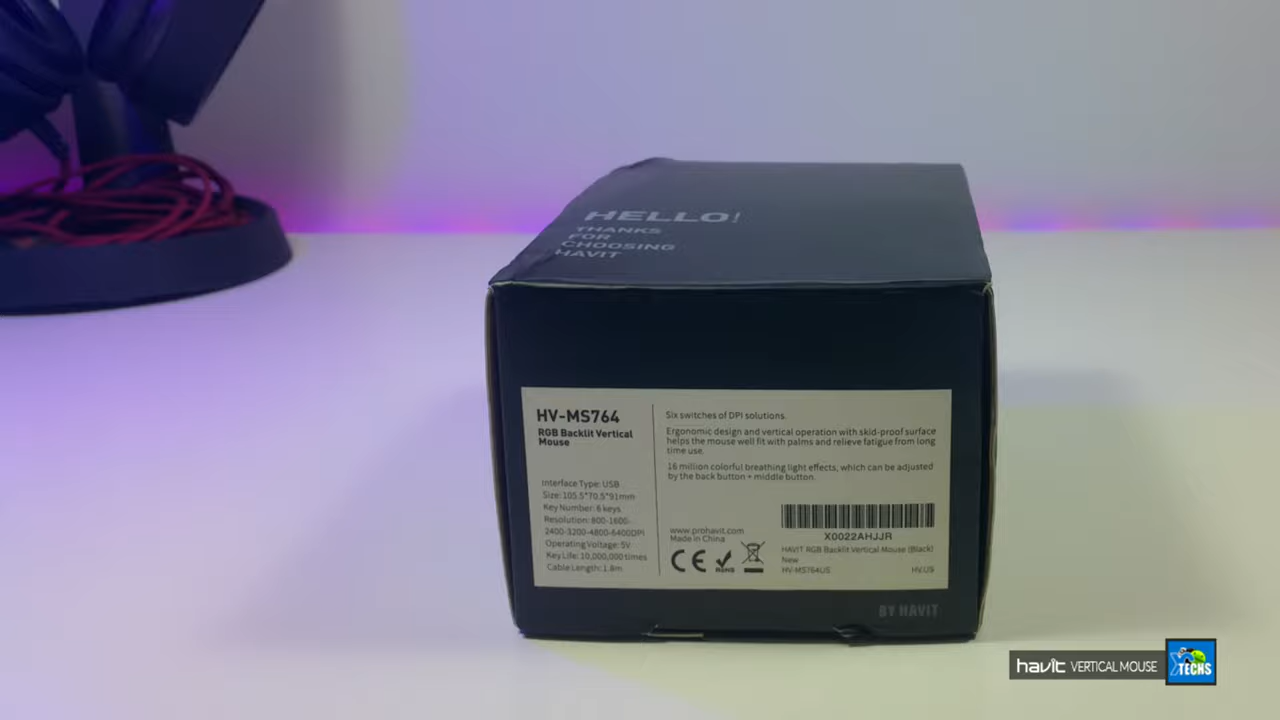 HELLO!
THANKS
FOR
CHOOSING
HAVIT
HV-MS764
RGB Backlit Vertical
Mouse
Interface Type: USB
Size: 105.5*70.5*91mm
Key Number: 6 keys
Resolution: 800-1600-
2400-3200-4800-6400DPI
Operating Voltage: 5V
Key Life: 10,000,000 times
Cable Length: 1.8m
Six switches of DPI solutions.
Ergonomic design and vertical operation with skid-proof surface
helps the mouse well fit with palms and relieve fatigue from long
time use.
16 million colorful breathing light effects, which can be adjusted
by the back button + middle button.
www.prohavit.com
Made in China
CE
RoHS
X0022AHJJR
HAVIT RGB Backlit Vertical Mouse (Black)
New
HV-MS764US HV.US
BY HAVIT
havit VERTICAL MOUSE
XTECHS